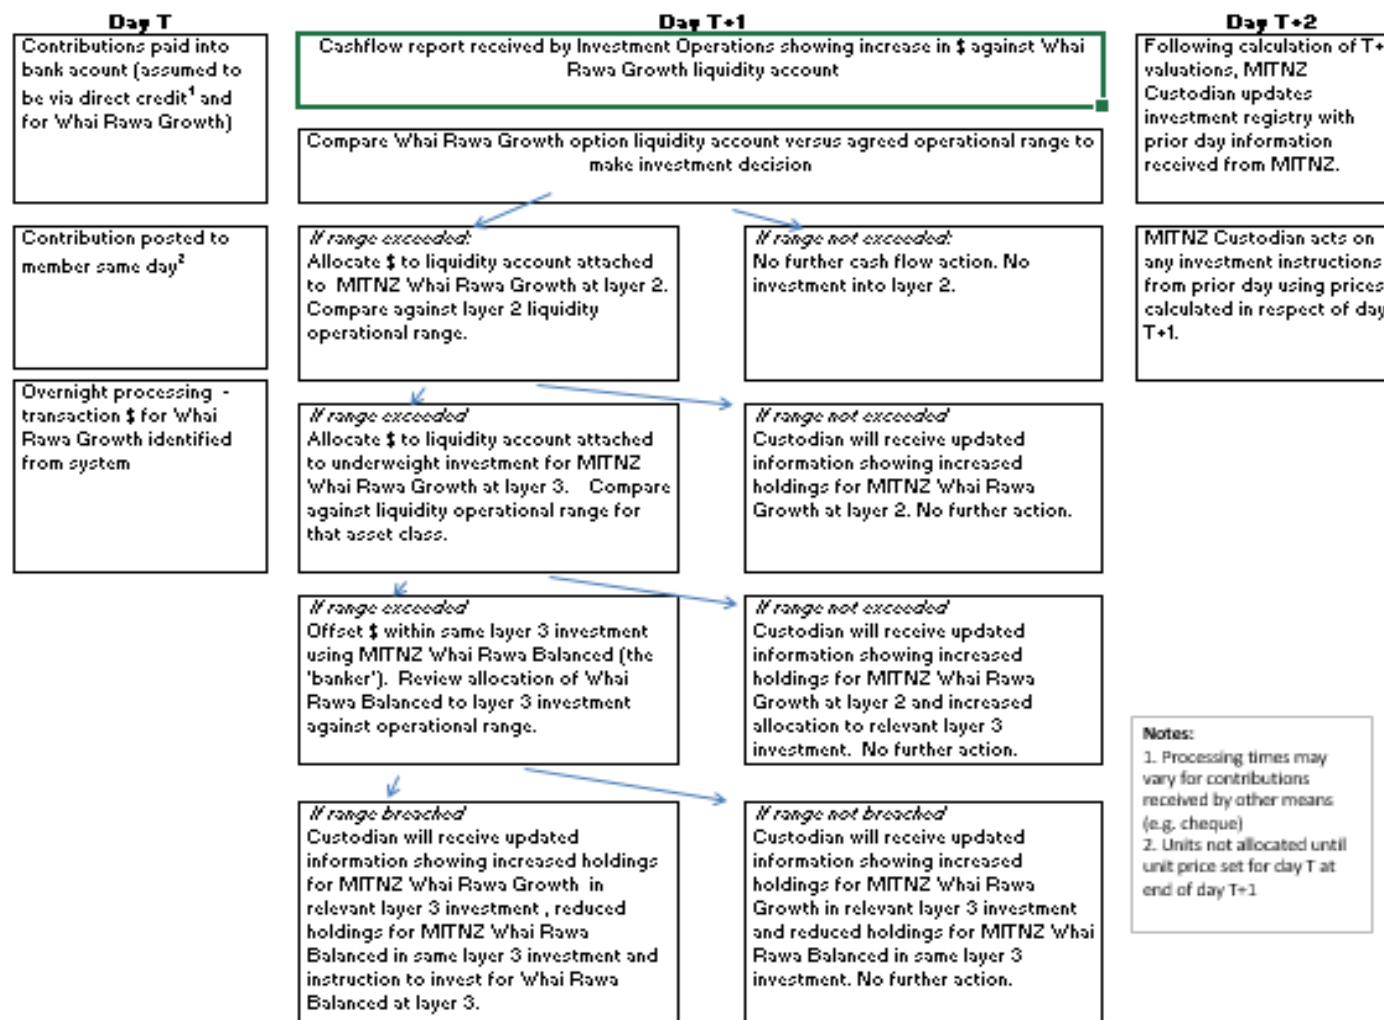 Day T
Contributions paid into
bank acount (assumed to
be via direct credit¹ and
for Whai Rawa Growth)
Contribution posted to
member same day²
Overnight processing -
transaction $ for Whai
Rawa Growth identified
from system
Day T+1
Cashflow report received by Investment Operations showing increase in $ against Whai
Rawa Growth liquidity account
Compare Whai Rawa Growth option liquidity account versus agreed operational range to
make investment decision
If range exceeded:
Allocate $ to liquidity account attached
to MITNZ Whai Rawa Growth at layer 2.
Compare against layer 2 liquidity
operational range.
If range not exceeded:
No further cash flow action. No
investment into layer 2.
If range exceeded
Allocate $ to liquidity account attached
to underweight investment for MITNZ
Whai Rawa Growth at layer 3. Compare
against liquidity operational range for
that asset class.
If range not exceeded
Custodian will receive updated
information showing increased
holdings for MITNZ Whai Rawa
Growth at layer 2. No further action.
If range exceeded
Offset $ within same layer 3 investment
using MITNZ Whai Rawa Balanced (the
'banker'). Review allocation of Whai
Rawa Balanced to layer 3 investment
against operational range.
If range not exceeded
Custodian will receive updated
information showing increased
holdings for MITNZ Whai Rawa
Growth at layer 2 and increased
allocation to relevant layer 3
investment. No further action.
If range breached
Custodian will receive updated
information showing increased holdings
for MITNZ Whai Rawa Growth in
relevant layer 3 investment , reduced
holdings for MITNZ Whai Rawa
Balanced in same layer 3 investment and
instruction to invest for Whai Rawa
Balanced at layer 3.
If range not breached
Custodian will receive updated
information showing increased
holdings for MITNZ Whai Rawa
Growth in relevant layer 3 investment
and reduced holdings for MITNZ Whai
Rawa Balanced in same layer 3
investment. No further action.
Day T+2
Following calculation of T+
valuations, MITNZ
Custodian updates
investment registry with
prior day information
received from MITNZ.
MITNZ Custodian acts on
any investment instructions
from prior day using prices
calculated in respect of day
T+1.
Notes:
1. Processing times may
vary for contributions
received by other means
(e.g. cheque)
2. Units not allocated until
unit price set for day T at
end of day T+1